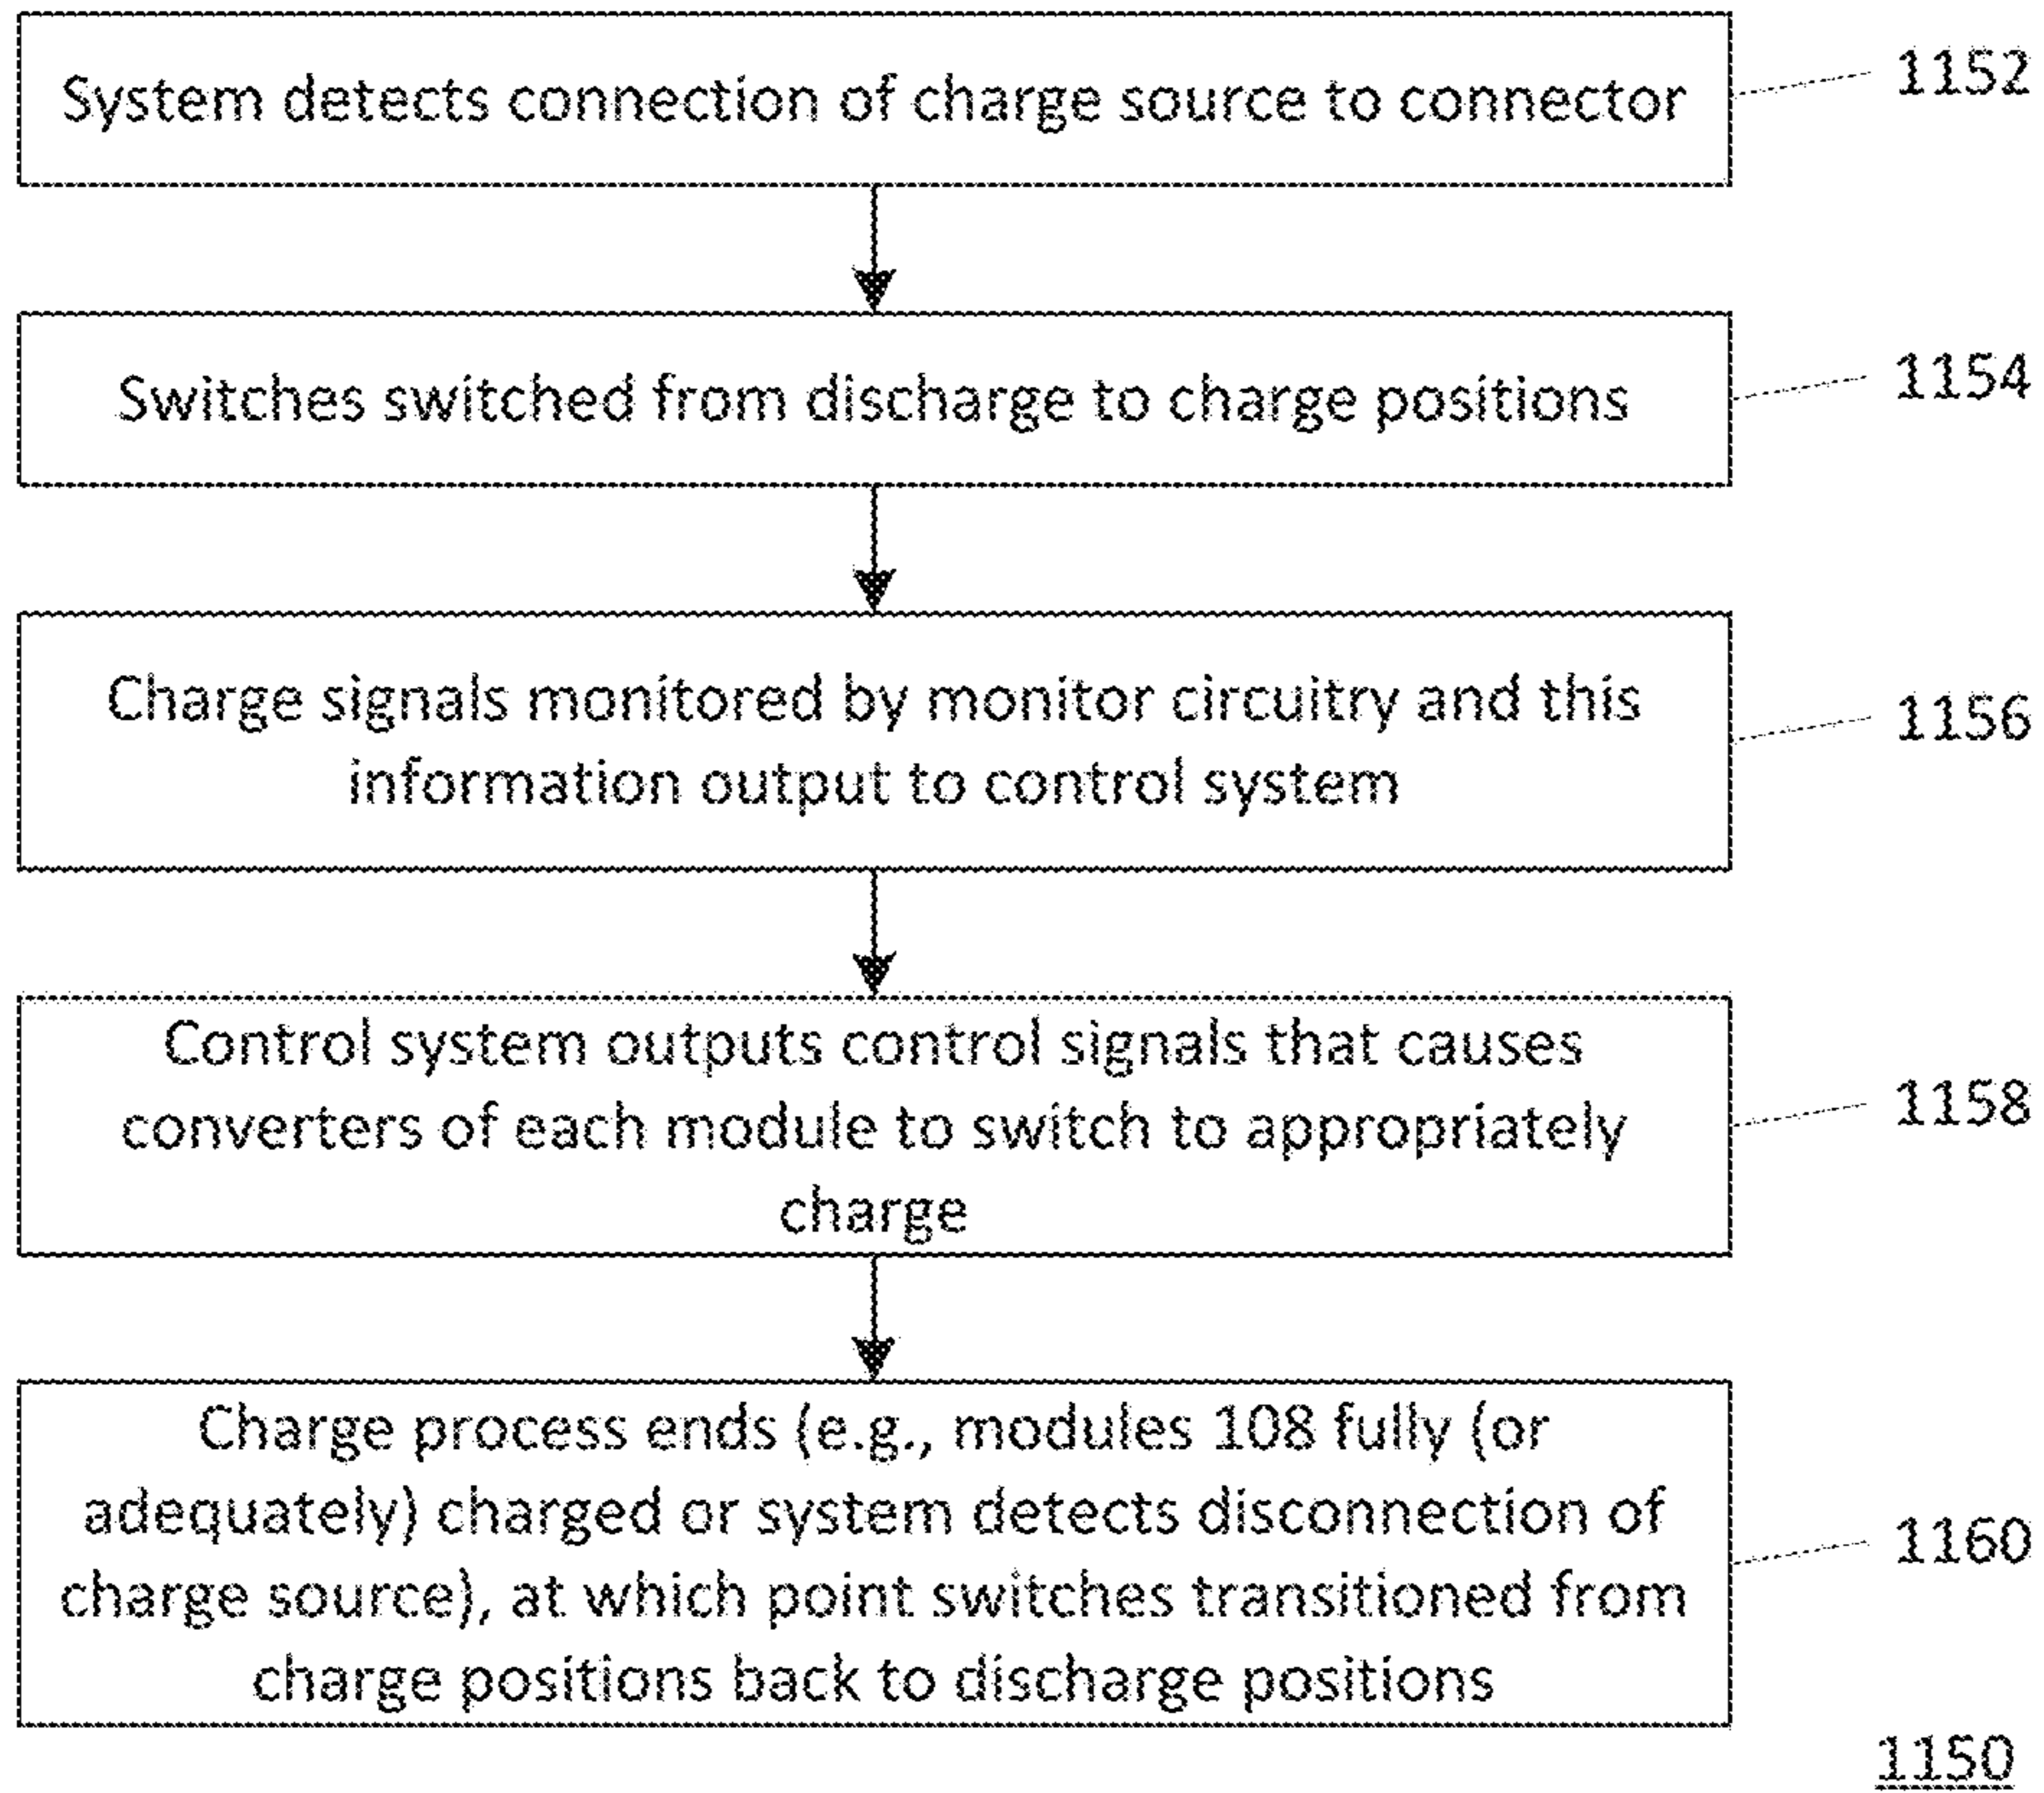 System detects connection of charge source to connector
1152
Switches switched from discharge to charge positions
1154
Charge signals monitored by monitor circuitry and this
information output to control system
1156
Control system outputs control signals that causes
converters of each module to switch to appropriately
charge
1158
Charge process ends (e.g., modules 108 fully (or
adequately) charged or system detects disconnection of
charge source), at which point switches transitioned from
charge positions back to discharge positions
1160
1150